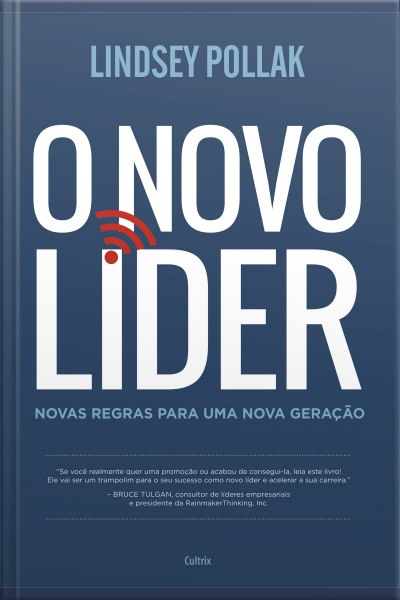 LINDSEY POLLAK
O NOVO
LÍDER
NOVAS REGRAS PARA UMA NOVA GERAÇÃO
“Se você realmente quer uma promoção ou acabou de consegui-la, leia este livro!
Ele vai ser um trampolim para o seu sucesso como novo líder e acelerar a sua carreira.”
– BRUCE TULGAN, consultor de líderes empresariais
e presidente da RainmakerThinking, Inc.
Cultrix